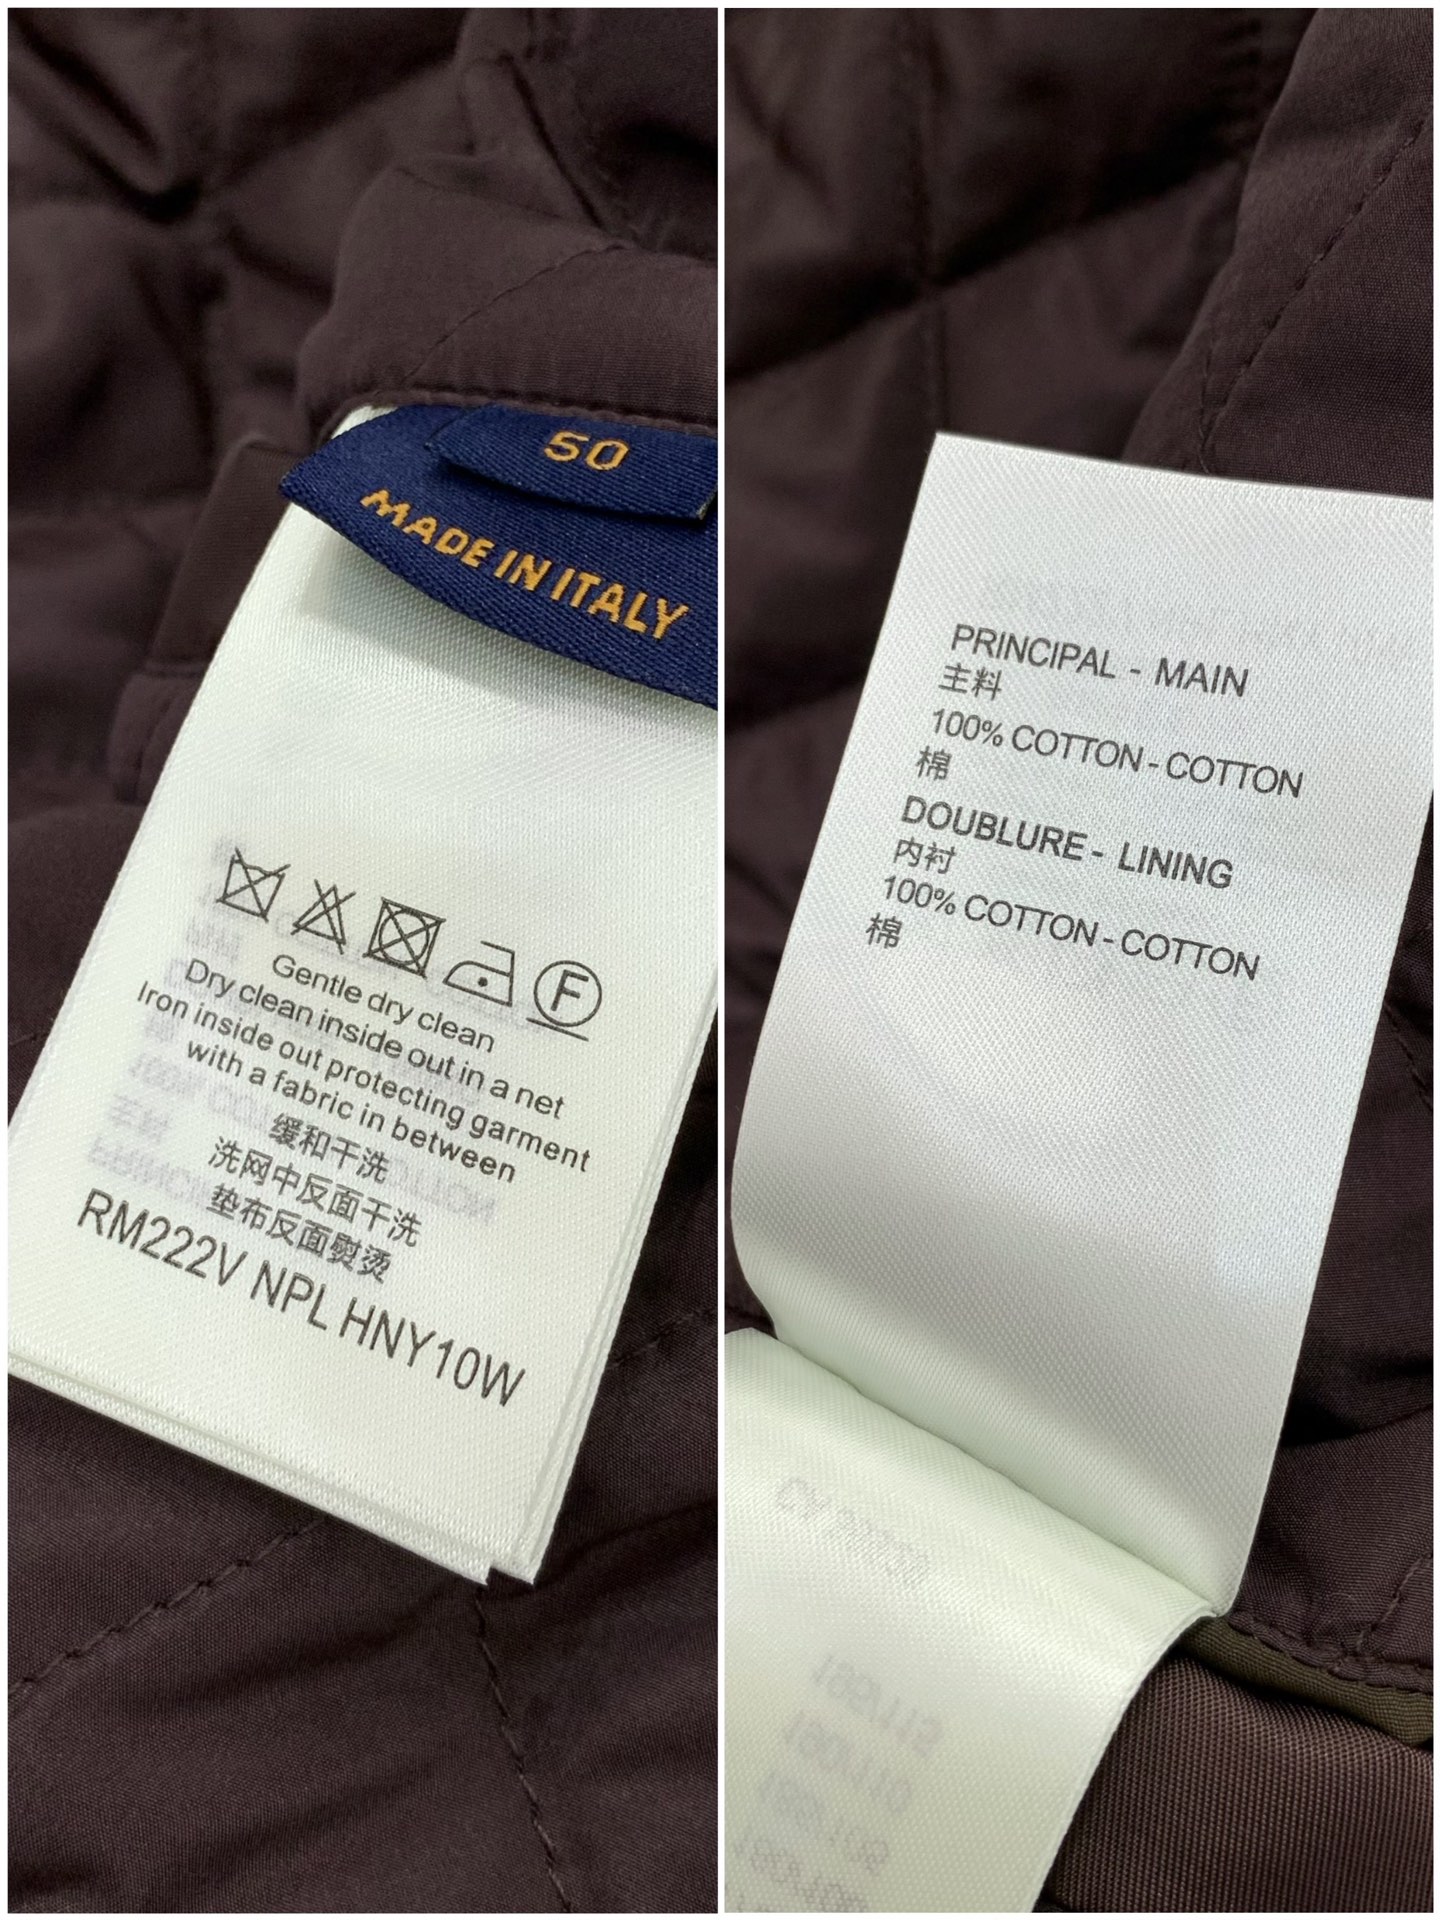 50
MADE IN ITALY
F
Gentle dry clean
Dry clean inside out in a net
Iron inside out protecting garment
with a fabric in between
缓和干洗
洗网中反面干洗
垫布反面熨烫
RM222V NPL HNY10W
PRINCIPAL - MAIN
主料
100% COTTON - COTTON
棉
DOUBLURE - LINING
内衬
100% COTTON - COTTON
棉